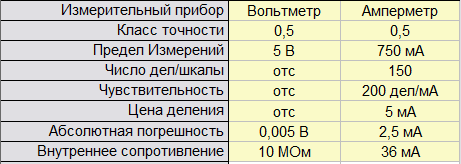 Измерительный прибор Вольтметр Амперметр
Класс точности 0,5 0,5
Предел Измерений 5 В 750 мА
Число дел/шкалы отс 150
Чувствительность отс 200 дел/мА
Цена деления отс 5 мА
Абсолютная погрешность 0,005 В 2,5 мА
Внутреннее сопротивление 10 МОм 36 мА